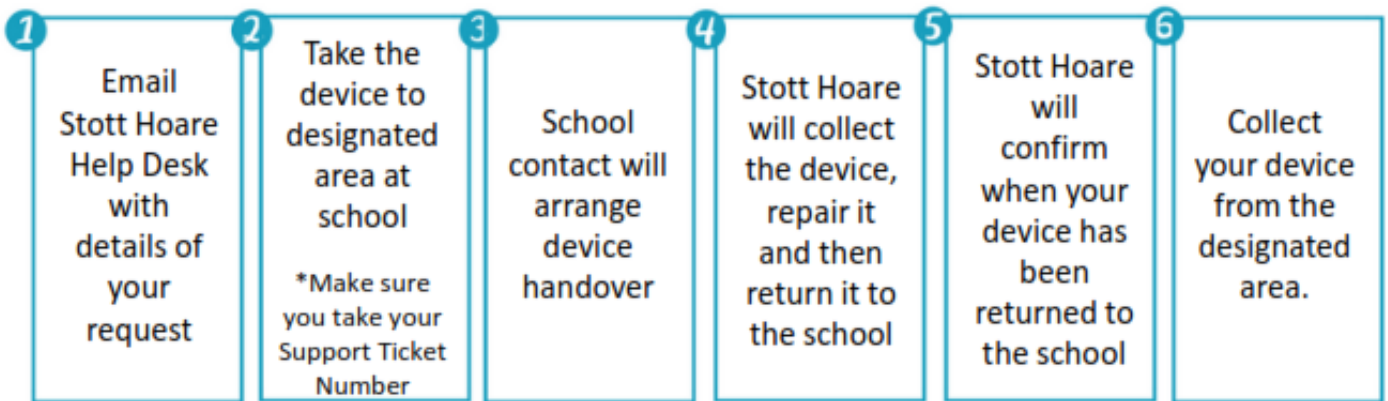 1
Email
Stott Hoare
Help Desk
with
details of
your
request
2
Take the
device to
designated
area at
school
*Make sure
you take your
Support Ticket
Number
3
School
contact will
arrange
device
handover
4
Stott Hoare
will collect
the device,
repair it
and then
return it to
the school
5
Stott Hoare
will
confirm
when your
device has
been
returned to
the school
6
Collect
your device
from the
designated
area.